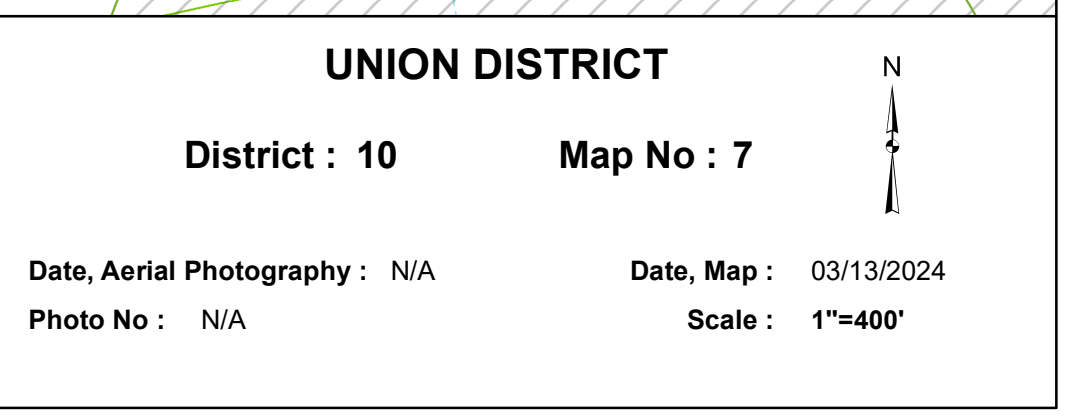 UNION DISTRICT
N
District : 10 Map No : 7
Date, Aerial Photography : N/A Date, Map : 03/13/2024
Photo No : N/A Scale : 1"=400'